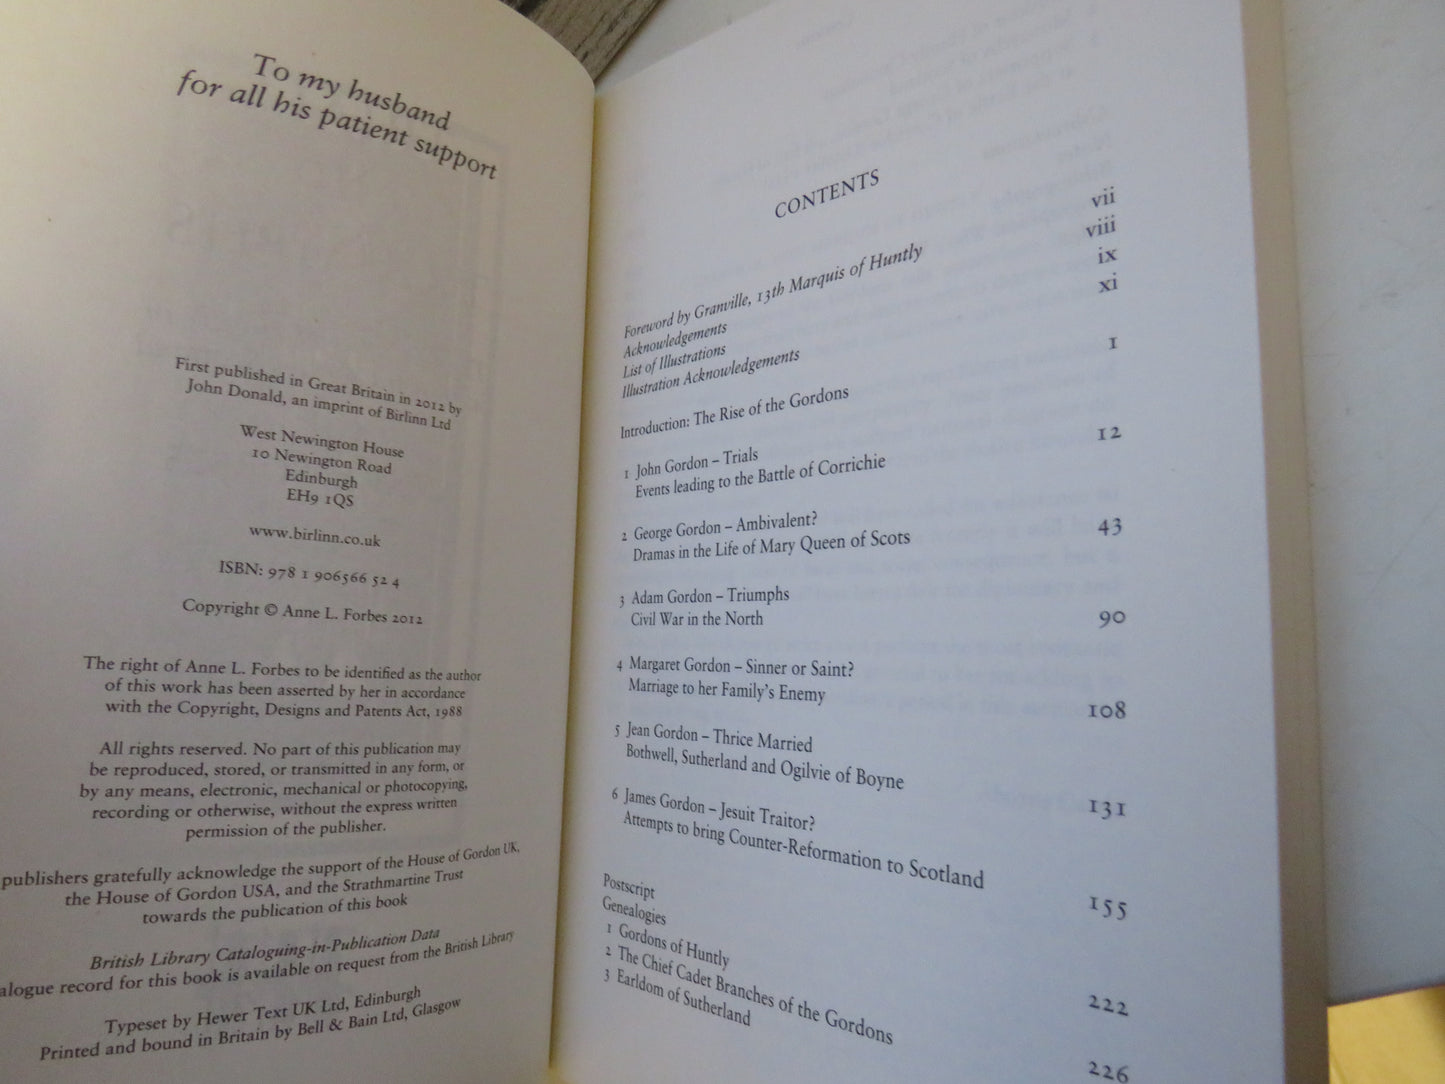 To my husband
for all his patient support
First published in Great Britain in 2012 by
John Donald, an imprint of Birlinn Ltd
West Newington House
10 Newington Road
Edinburgh
EH9 1QS
www.birlinn.co.uk
ISBN: 978 1 906566 52 4
Copyright © Anne L. Forbes 2012
The right of Anne L. Forbes to be identified as the author
of this work has been asserted by her in accordance
with the Copyright, Designs and Patents Act, 1988
All rights reserved. No part of this publication may
be reproduced, stored, or transmitted in any form, or
by any means, electronic, mechanical or photocopying,
recording or otherwise, without the express written
permission of the publisher.
publishers gratefully acknowledge the support of the House of Gordon UK,
the House of Gordon USA, and the Strathmartine Trust
towards the publication of this book
British Library Cataloguing-in-Publication Data
alogue record for this book is available on request from the British Library
Typeset by Hewer Text UK Ltd, Edinburgh
Printed and bound in Britain by Bell & Bain Ltd, Glasgow
CONTENTS
Foreword by Granville, 13th Marquis of Huntly vii
Acknowledgements viii
List of Illustrations ix
Illustration Acknowledgements xi
Introduction: The Rise of the Gordons 1
1 John Gordon – Trials
Events leading to the Battle of Corrichie 12
2 George Gordon – Ambivalent?
Dramas in the Life of Mary Queen of Scots 43
3 Adam Gordon – Triumphs
Civil War in the North 90
4 Margaret Gordon – Sinner or Saint?
Marriage to her Family's Enemy 108
5 Jean Gordon – Thrice Married
Bothwell, Sutherland and Ogilvie of Boyne 131
6 James Gordon – Jesuit Traitor?
Attempts to bring Counter-Reformation to Scotland 155
Postscript 222
Genealogies
1 Gordons of Huntly 226
2 The Chief Cadet Branches of the Gordons
3 Earldom of Sutherland